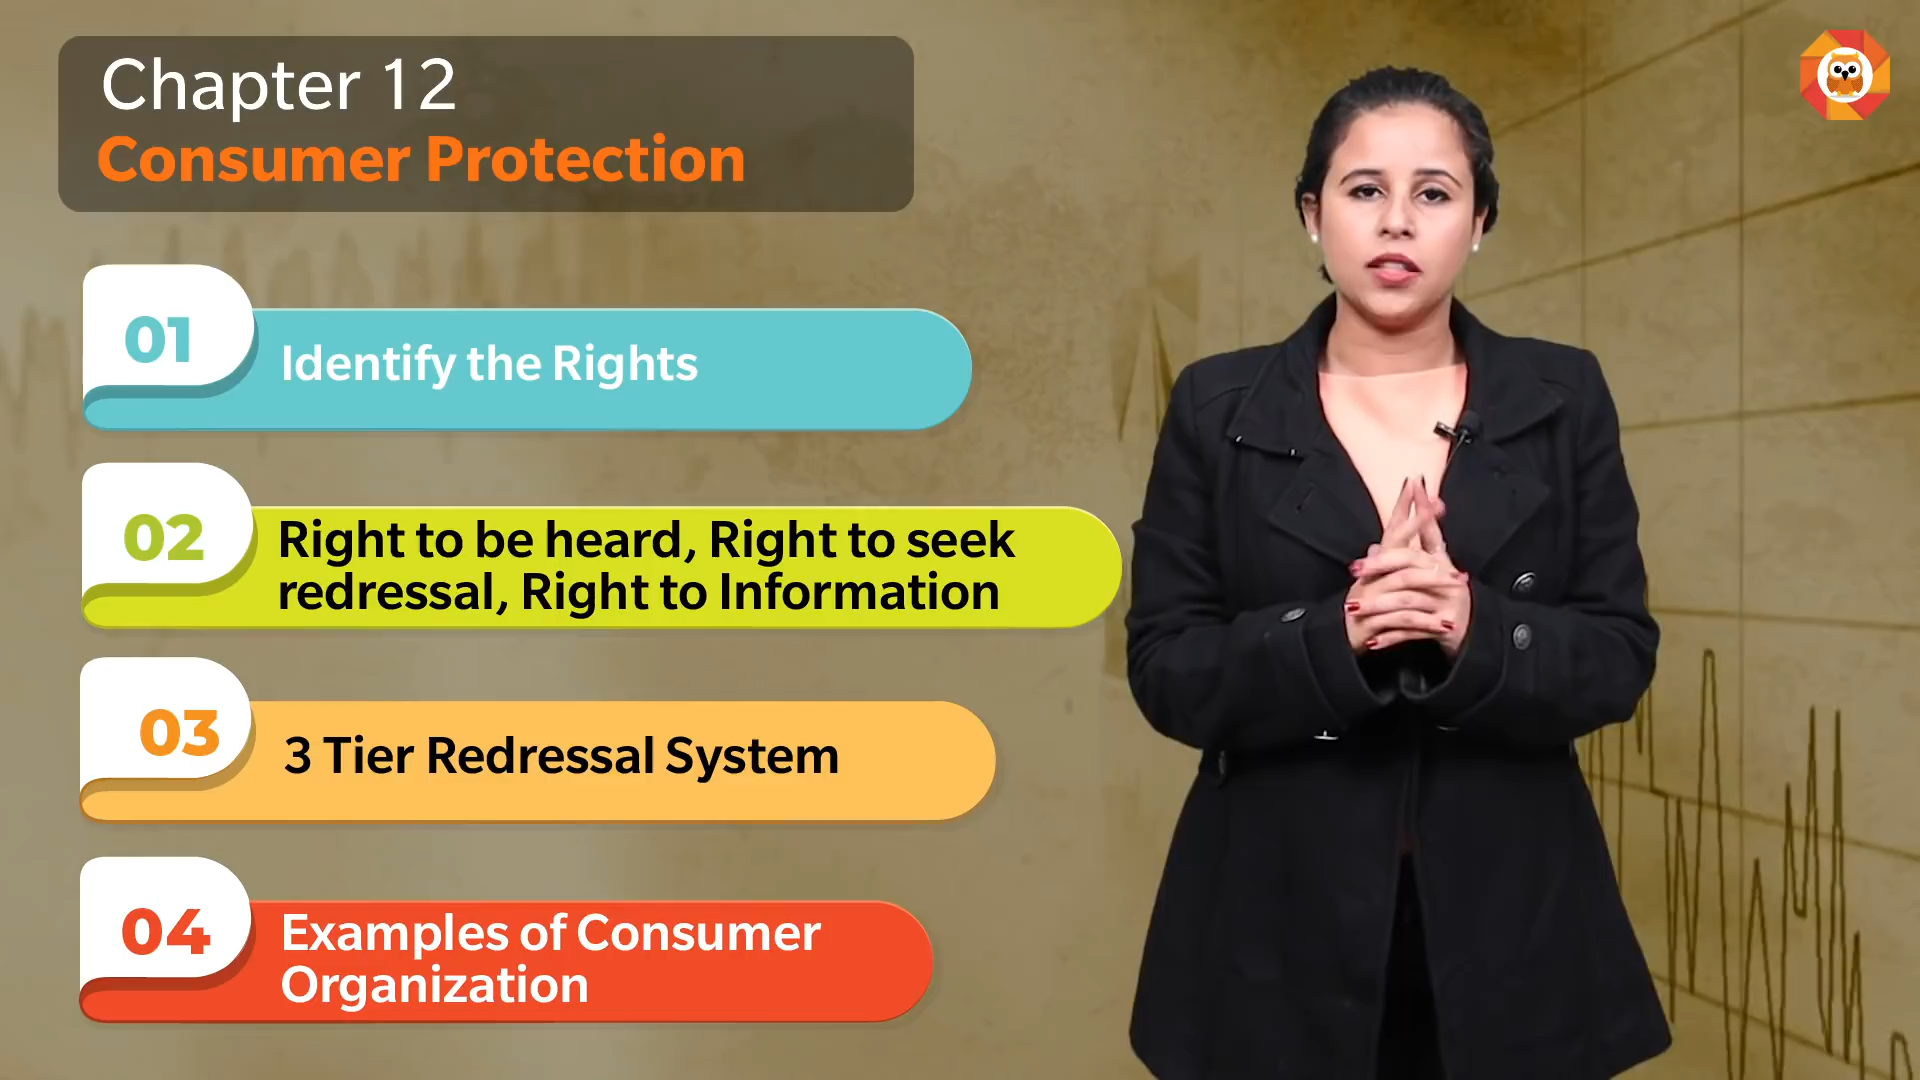 Chapter 12
Consumer Protection
01
Identify the Rights
02
Right to be heard, Right to seek
redressal, Right to Information
03
3 Tier Redressal System
04
Examples of Consumer
Organization